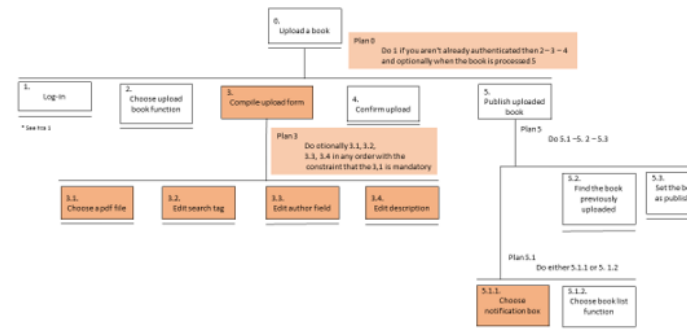 0.
Upload a book
Plan 0
Do 1 if you aren't already authenticated then 2–3 – 4
and optionally when the book is processed 5
1.
Log-in
2.
Choose upload
book function
3.
Compile upload form
4.
Confirm upload
5.
Publish uploaded
book
* See
1
Plan 3
Do otionally 3.1, 3.2,
3.3, 3.4 in any order with the
constraint that the 3,1 is mandatory
Plan 5
Do 5.1 –5. 2 – 5.3
3.1.
Choose a pdf file
3.2.
Edit search tag
3.3.
Edit author field
3.4.
Edit description
5.2.
Find the book
previously
uploaded
5.3.
Set the
as
Plan 5.1
Do either 5.1.1 or 5. 1.2
5.1.1.
Choose
notification box
5.1.2.
Choose book list
function